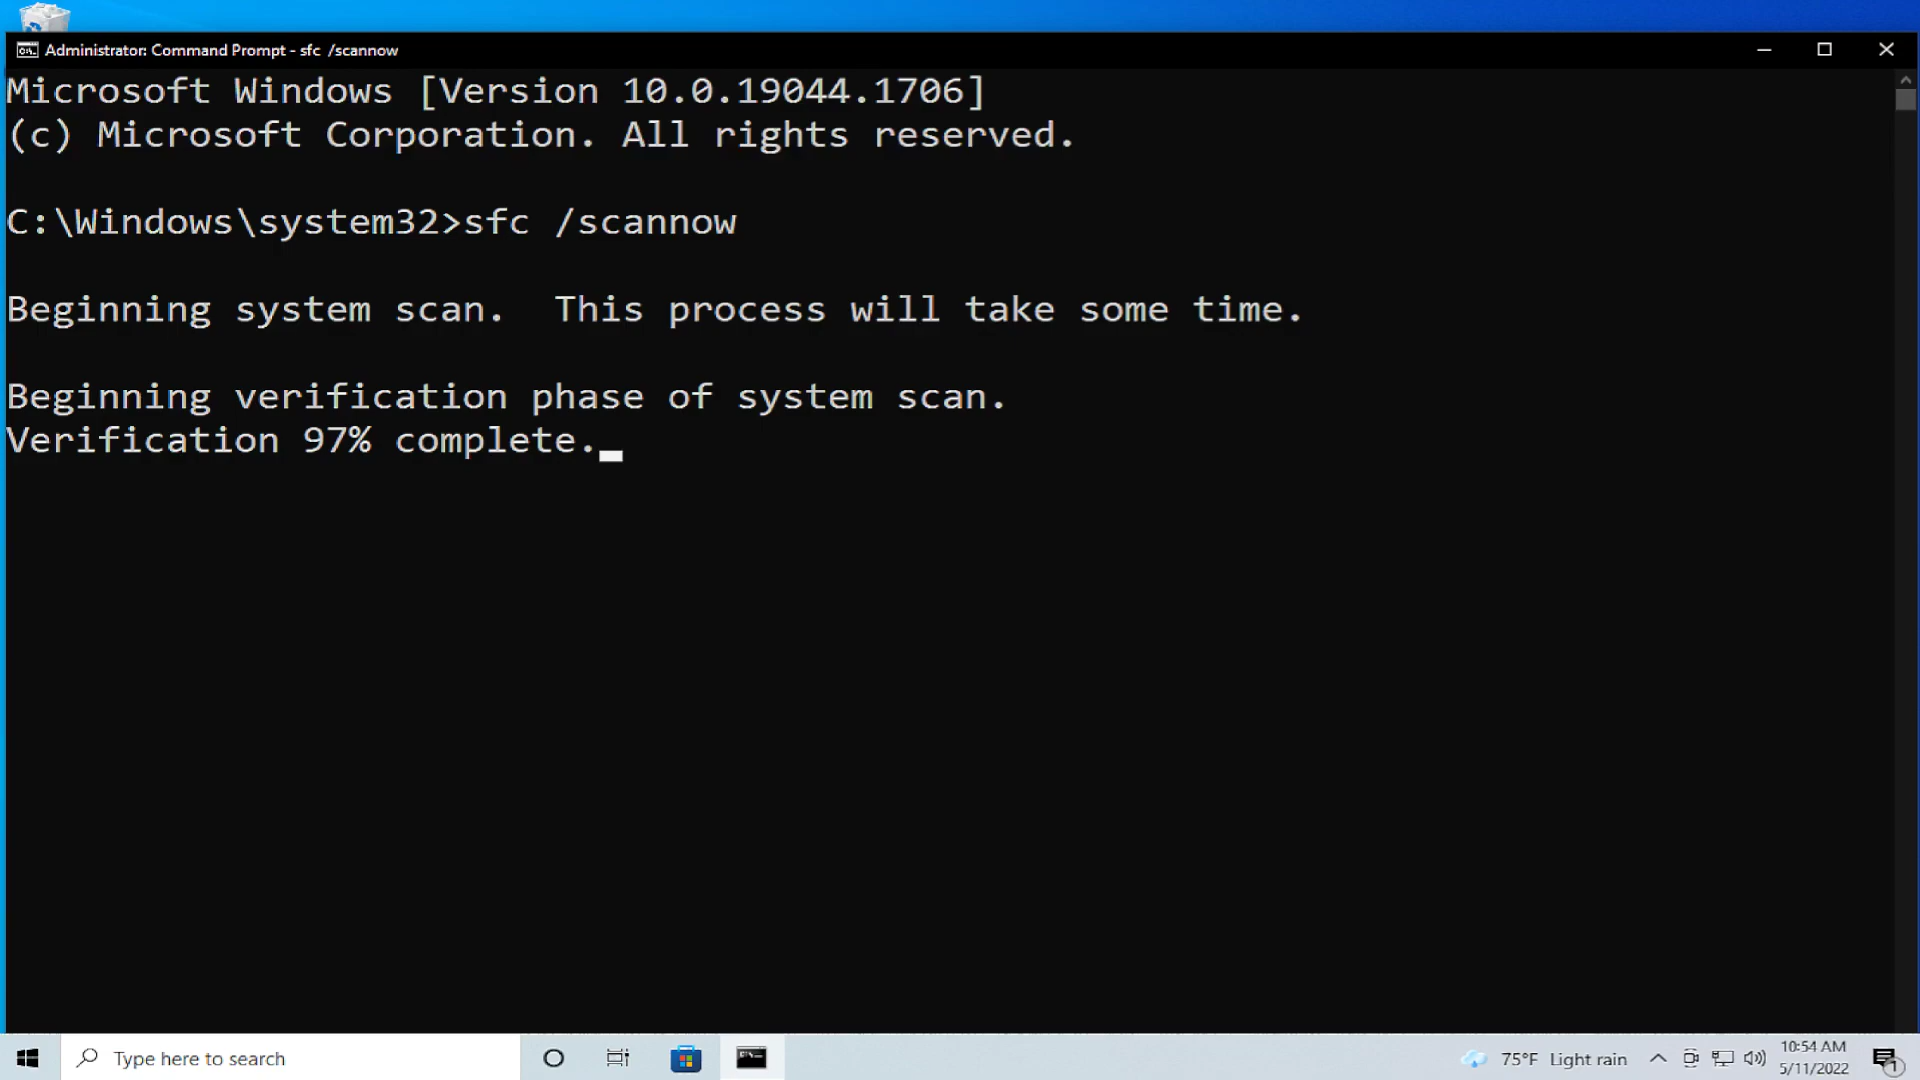 Administrator: Command Prompt - sfc  /scannow
Microsoft Windows [Version 10.0.19044.1706]
(c) Microsoft Corporation. All rights reserved.
C:\Windows\system32>sfc /scannow
Beginning system scan.  This process will take some time.
Beginning verification phase of system scan.
Verification 97% complete.
Type here to search
75°F Light rain
10:54 AM
5/11/2022
1